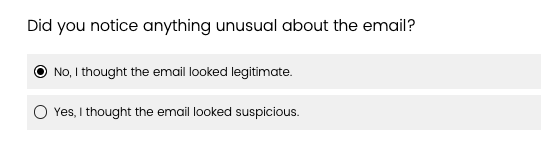 Did you notice anything unusual about the email?
No, I thought the email looked legitimate.
Yes, I thought the email looked suspicious.